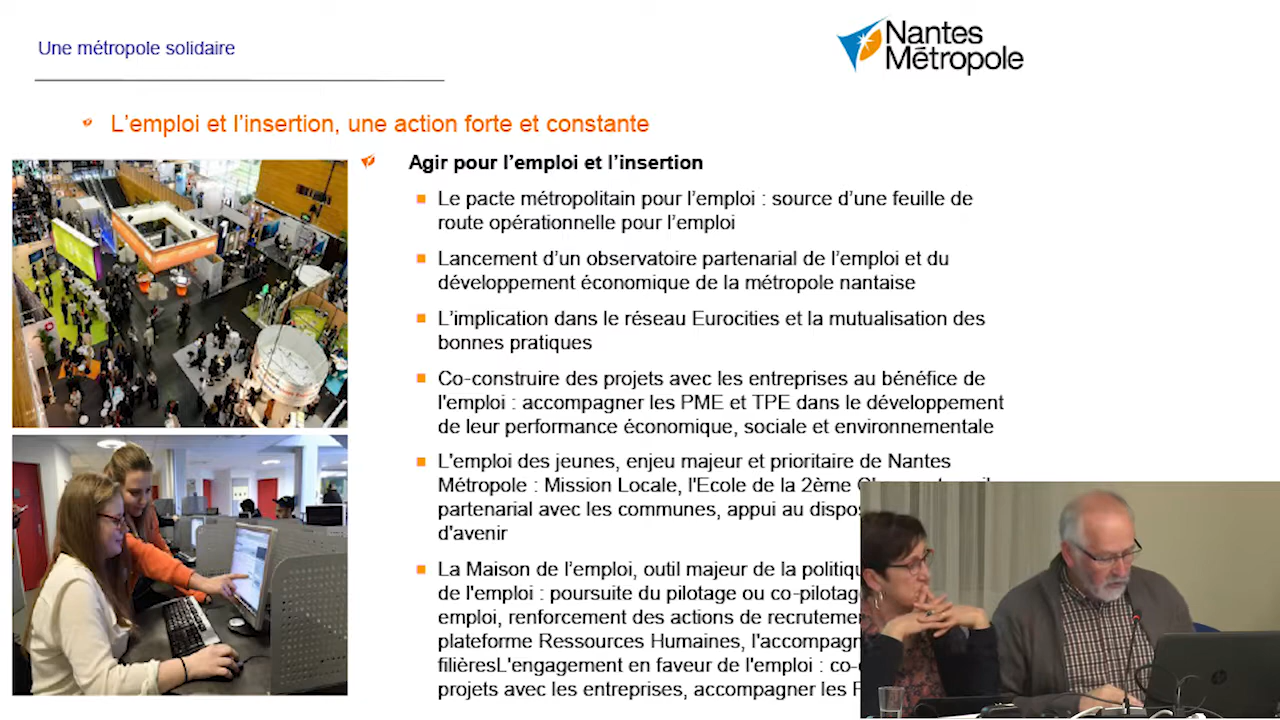 Une métropole solidaire
Nantes
Métropole
L'emploi et l'insertion, une action forte et constante
Agir pour l'emploi et l'insertion
Le pacte métropolitain pour l'emploi : source d'une feuille de
route opérationnelle pour l'emploi
Lancement d'un observatoire partenarial de l'emploi et du
développement économique de la métropole nantaise
L'implication dans le réseau Eurocities et la mutualisation des
bonnes pratiques
Co-construire des projets avec les entreprises au bénéfice de
l'emploi : accompagner les PME et TPE dans le développement
de leur performance économique, sociale et environnementale
L'emploi des jeunes, enjeu majeur et prioritaire de Nantes
Métropole : Mission Locale, l'Ecole de la 2ème
partenarial avec les communes, appui au
d'avenir
La Maison de l'emploi, outil majeur de la
de l'emploi : poursuite du pilotage ou
emploi, renforcement des actions de
plateforme Ressources Humaines,
filièresL'engagement en faveur de l'emploi :
projets avec les entreprises, accompagner les